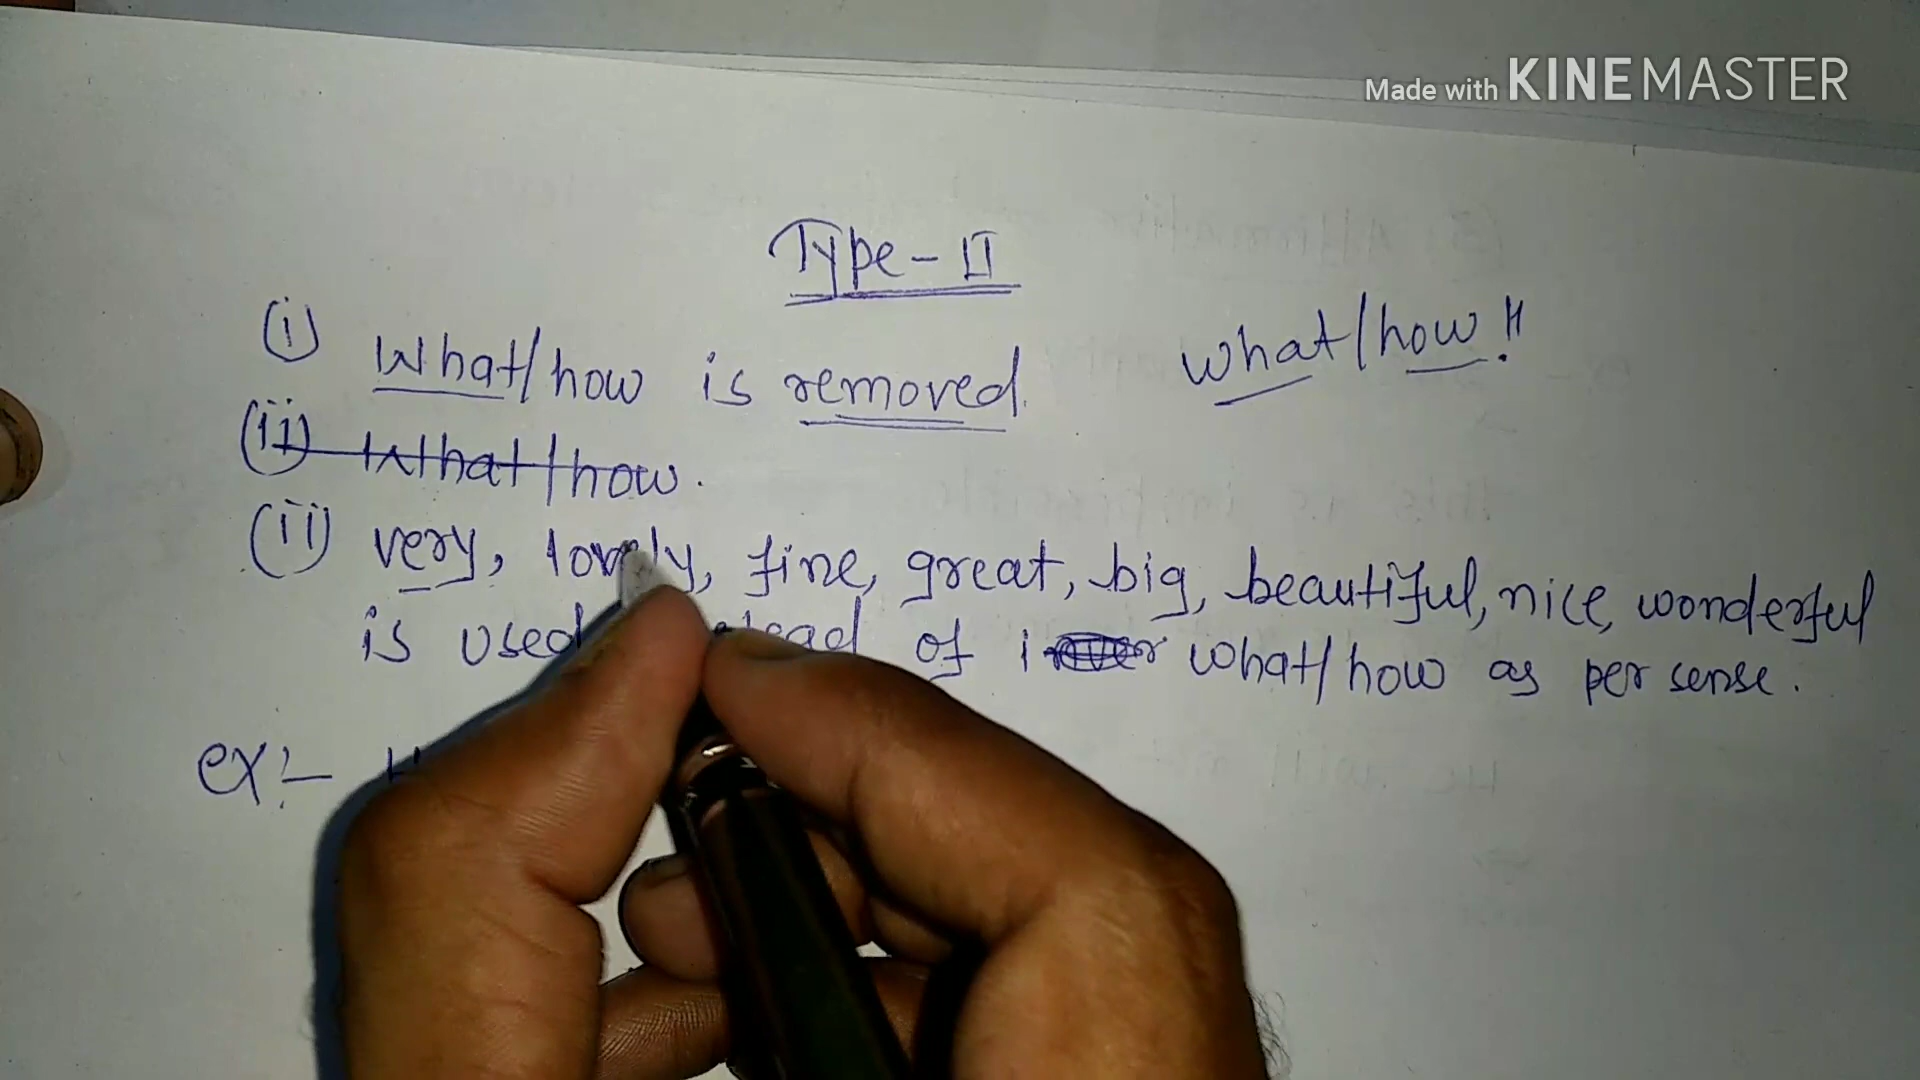 Made with KINEMASTER
Type-II
(i) What/how is removed. what/how !!
(ii) What/how.
(ii) very, lovely, fine, great, big, beautiful, nice, wonderful
is used of what/how as per sense.
ex:-